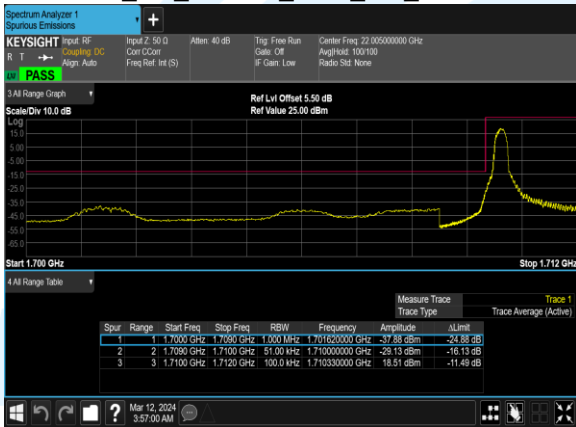 Spectrum Analyzer 1
Spurious Emissions
+
KEYSIGHT Input: RF Input Z: 50 Ω Atten: 40 dB Trig: Free Run Center Freq: 22.005000000 GHz
R T Coupling: DC Corr CCorr Gate: Off Avg|Hold: 100/100
Align: Auto Freq Ref: Int (S) IF Gain: Low Radio Std: None
PASS
3 All Range Graph
Ref Lvl Offset 5.50 dB
Scale/Div 10.0 dB Ref Value 25.00 dBm
Log
15.0
5.00
-5.00
-15.0
-25.0
-35.0
-45.0
-55.0
-65.0
Start 1.700 GHz Stop 1.712 GHz
4 All Range Table
Measure Trace Trace 1
Trace Type Trace Average (Active)
Spur Range Start Freq Stop Freq RBW Frequency Amplitude ΔLimit
1 1 1.7000 GHz 1.7090 GHz 1.000 MHz 1.701620000 GHz -37.88 dBm -24.88 dB
2 2 1.7090 GHz 1.7100 GHz 51.00 kHz 1.710000000 GHz -29.13 dBm -16.13 dB
3 3 1.7100 GHz 1.7120 GHz 100.0 kHz 1.710330000 GHz 18.51 dBm -11.49 dB
?
Mar 12, 2024
3:57:00 AM